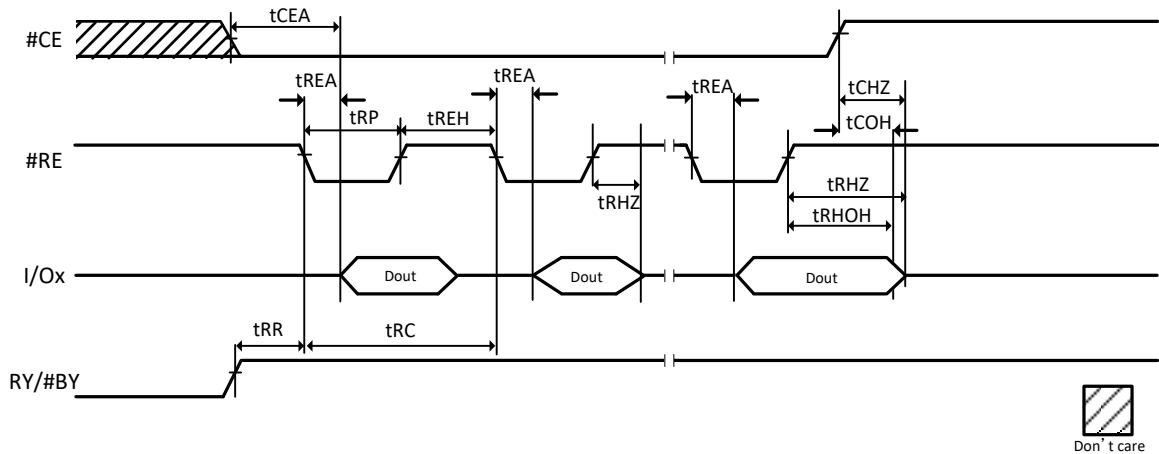 tCEA
#CE
tREA
tREA
tREA
tCHZ
tRP
tREH
tCOH
#RE
tRHZ
tRHZ
tRHOH
I/Ox
Dout
Dout
Dout
tRR
tRC
RY/#BY
Don't care